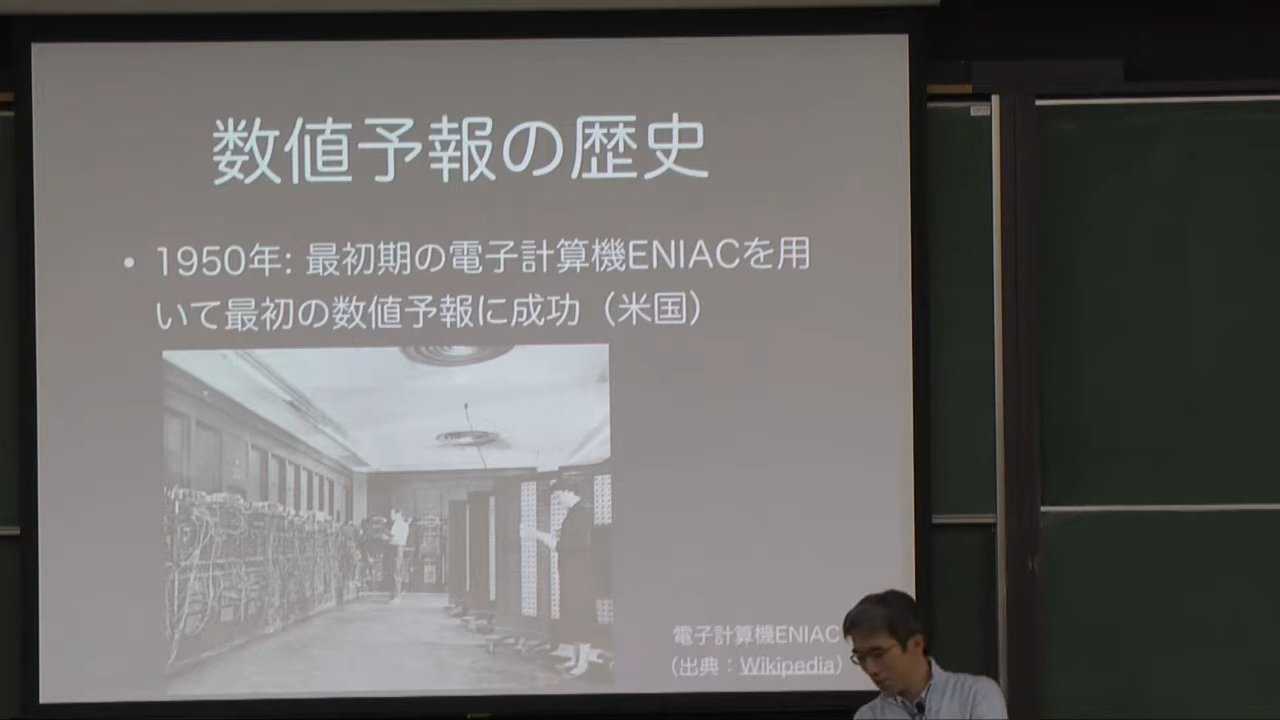 数値予報の歴史
• 1950年: 最初期の電子計算機ENIACを用
いて最初の数値予報に成功（米国）
電子計算機ENIAC
（出典：Wikipedia）